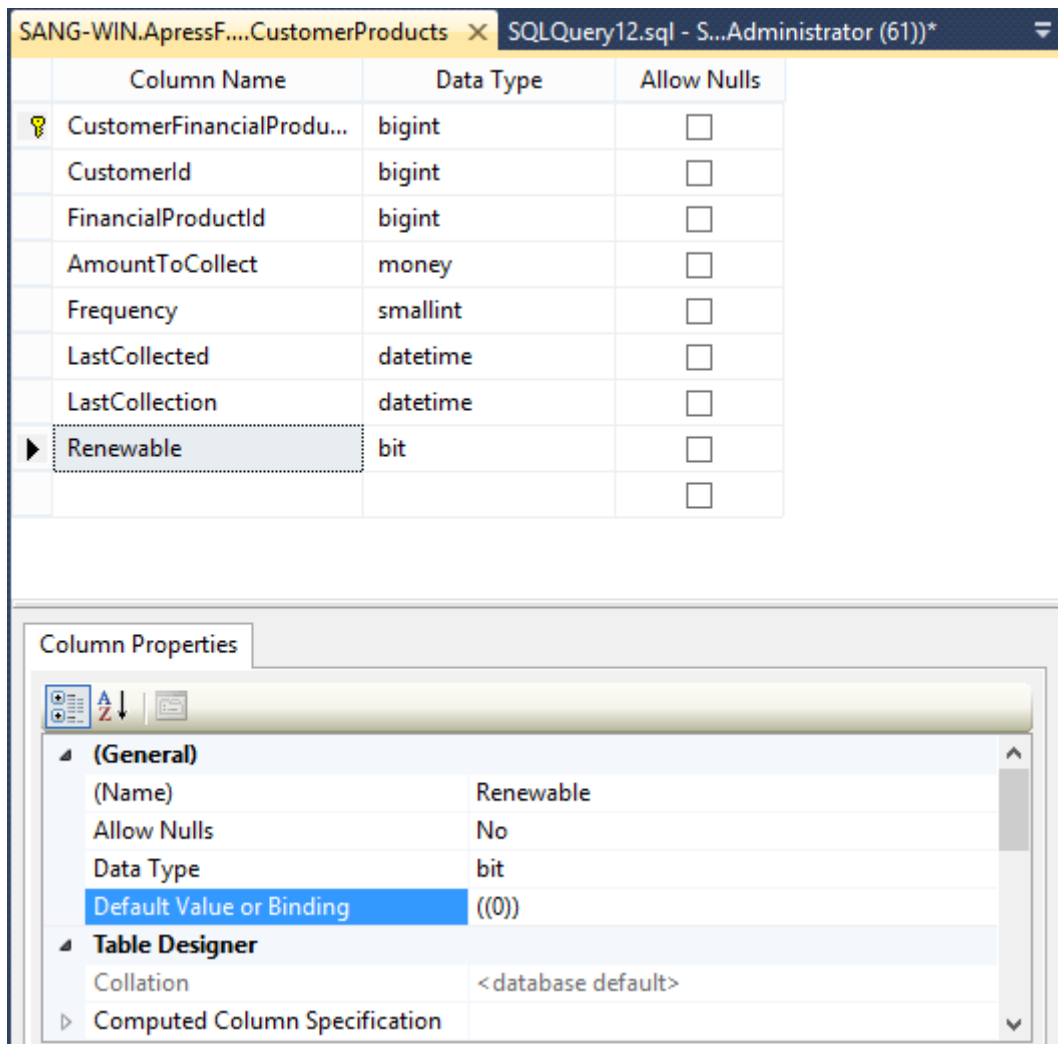 SANG-WIN.ApressF....CustomerProducts SQLQuery12.sql - S...Administrator (61))*
Column Name Data Type Allow Nulls
CustomerFinancialProdu... bigint
CustomerId bigint
FinancialProductId bigint
AmountToCollect money
Frequency smallint
LastCollected datetime
LastCollection datetime
Renewable bit
Column Properties
A
Z
(General)
(Name) Renewable
Allow Nulls No
Data Type bit
Default Value or Binding ((0))
Table Designer
Collation <database default>
Computed Column Specification